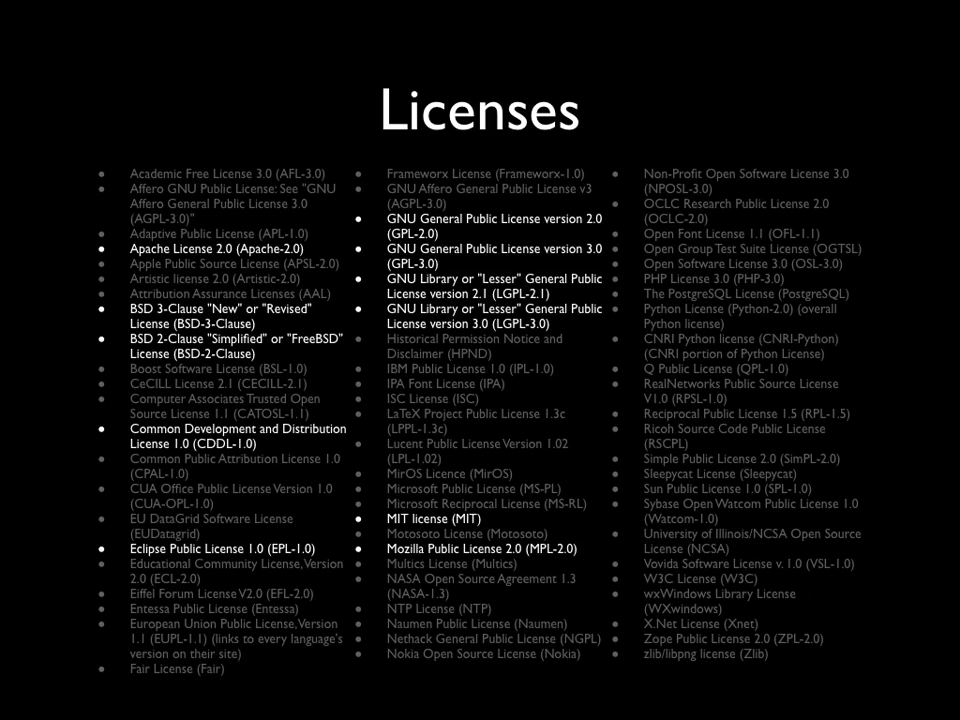 Licenses
● Academic Free License 3.0 (AFL-3.0)
● Affero GNU Public License: See "GNU
Affero General Public License 3.0
(AGPL-3.0)"
● Adaptive Public License (APL-1.0)
● Apache License 2.0 (Apache-2.0)
● Apple Public Source License (APSL-2.0)
● Artistic license 2.0 (Artistic-2.0)
● Attribution Assurance Licenses (AAL)
● BSD 3-Clause "New" or "Revised"
License (BSD-3-Clause)
● BSD 2-Clause "Simplified" or "FreeBSD"
License (BSD-2-Clause)
● Boost Software License (BSL-1.0)
● CeCILL License 2.1 (CECILL-2.1)
● Computer Associates Trusted Open
Source License 1.1 (CATOSL-1.1)
● Common Development and Distribution
License 1.0 (CDDL-1.0)
● Common Public Attribution License 1.0
(CPAL-1.0)
● CUA Office Public License Version 1.0
(CUA-OPL-1.0)
● EU DataGrid Software License
(EUDatagrid)
● Eclipse Public License 1.0 (EPL-1.0)
● Educational Community License, Version
2.0 (ECL-2.0)
● Eiffel Forum License V2.0 (EFL-2.0)
● Entessa Public License (Entessa)
● European Union Public License, Version
1.1 (EUPL-1.1) (links to every language's
version on their site)
● Fair License (Fair)
● Frameworx License (Frameworx-1.0)
● GNU Affero General Public License v3
(AGPL-3.0)
● GNU General Public License version 2.0
(GPL-2.0)
● GNU General Public License version 3.0
(GPL-3.0)
● GNU Library or "Lesser" General Public
License version 2.1 (LGPL-2.1)
● GNU Library or "Lesser" General Public
License version 3.0 (LGPL-3.0)
● Historical Permission Notice and
Disclaimer (HPND)
● IBM Public License 1.0 (IPL-1.0)
● IPA Font License (IPA)
● ISC License (ISC)
● LaTeX Project Public License 1.3c
(LPPL-1.3c)
● Lucent Public License Version 1.02
(LPL-1.02)
● MirOS Licence (MirOS)
● Microsoft Public License (MS-PL)
● Microsoft Reciprocal License (MS-RL)
● MIT license (MIT)
● Motosoto License (Motosoto)
● Mozilla Public License 2.0 (MPL-2.0)
● Multics License (Multics)
● NASA Open Source Agreement 1.3
(NASA-1.3)
● NTP License (NTP)
● Naumen Public License (Naumen)
● Nethack General Public License (NGPL)
● Nokia Open Source License (Nokia)
● Non-Profit Open Software License 3.0
(NPOSL-3.0)
● OCLC Research Public License 2.0
(OCLC-2.0)
● Open Font License 1.1 (OFL-1.1)
● Open Group Test Suite License (OGTSL)
● Open Software License 3.0 (OSL-3.0)
● PHP License 3.0 (PHP-3.0)
● The PostgreSQL License (PostgreSQL)
● Python License (Python-2.0) (overall
Python license)
● CNRI Python license (CNRI-Python)
(CNRI portion of Python License)
● Q Public License (QPL-1.0)
● RealNetworks Public Source License
V1.0 (RPSL-1.0)
● Reciprocal Public License 1.5 (RPL-1.5)
● Ricoh Source Code Public License
(RSCPL)
● Simple Public License 2.0 (SimPL-2.0)
● Sleepycat License (Sleepycat)
● Sun Public License 1.0 (SPL-1.0)
● Sybase Open Watcom Public License 1.0
(Watcom-1.0)
● University of Illinois/NCSA Open Source
License (NCSA)
● Vovida Software License v. 1.0 (VSL-1.0)
● W3C License (W3C)
● wxWindows Library License
(WXwindows)
● X.Net License (Xnet)
● Zope Public License 2.0 (ZPL-2.0)
● zlib/libpng license (Zlib)